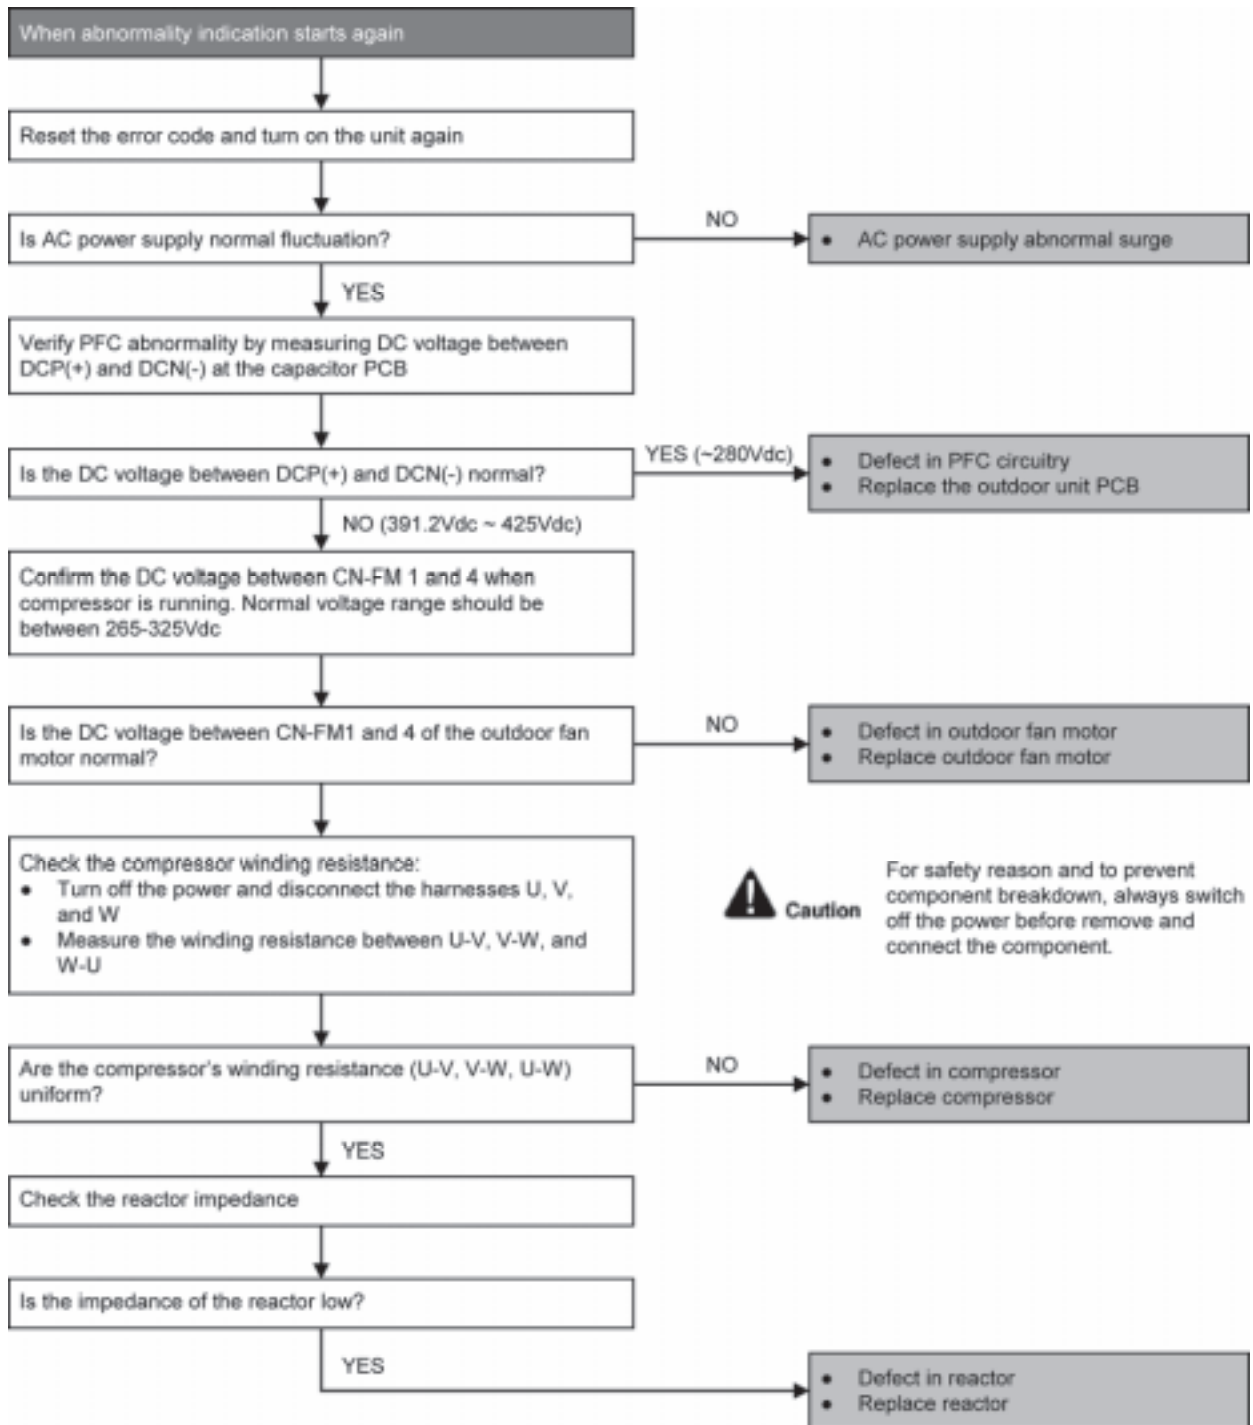 When abnormality indication starts again
Reset the error code and turn on the unit again
Is AC power supply normal fluctuation?
NO
● AC power supply abnormal surge
YES
Verify PFC abnormality by measuring DC voltage between
DCP(+) and DCN(-) at the capacitor PCB
Is the DC voltage between DCP(+) and DCN(-) normal?
YES (~280Vdc)
● Defect in PFC circuitry
● Replace the outdoor unit PCB
NO (391.2Vdc ~ 425Vdc)
Confirm the DC voltage between CN-FM 1 and 4 when
compressor is running. Normal voltage range should be
between 265-325Vdc
Is the DC voltage between CN-FM1 and 4 of the outdoor fan
motor normal?
NO
● Defect in outdoor fan motor
● Replace outdoor fan motor
Check the compressor winding resistance:
● Turn off the power and disconnect the harnesses U, V,
and W
● Measure the winding resistance between U-V, V-W, and
W-U
Caution
For safety reason and to prevent
component breakdown, always switch
off the power before remove and
connect the component.
Are the compressor's winding resistance (U-V, V-W, U-W)
uniform?
NO
● Defect in compressor
● Replace compressor
YES
Check the reactor impedance
Is the impedance of the reactor low?
YES
● Defect in reactor
● Replace reactor